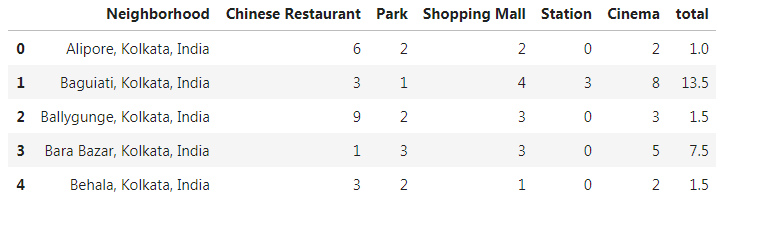 Neighborhood Chinese Restaurant Park Shopping Mall Station Cinema total
0 Alipore, Kolkata, India 6 2 2 0 2 1.0
1 Baguiati, Kolkata, India 3 1 4 3 8 13.5
2 Ballygunge, Kolkata, India 9 2 3 0 3 1.5
3 Bara Bazar, Kolkata, India 1 3 3 0 5 7.5
4 Behala, Kolkata, India 3 2 1 0 2 1.5